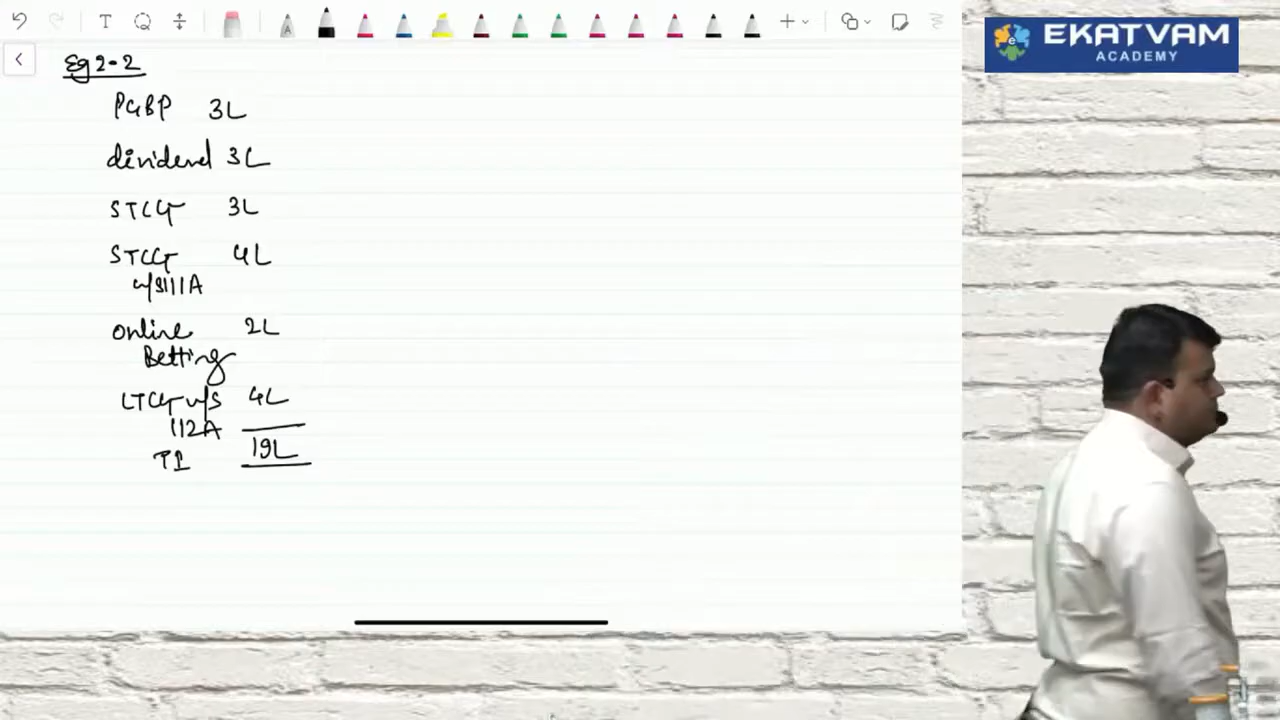 EKATVAM
ACADEMY
Eg 2.2
PGBP 3L
dividend 3L
STCG 3L
STCG 4L
u/s 111A
online 2L
Betting
LTCG u/s 4L
112A
TI 19L